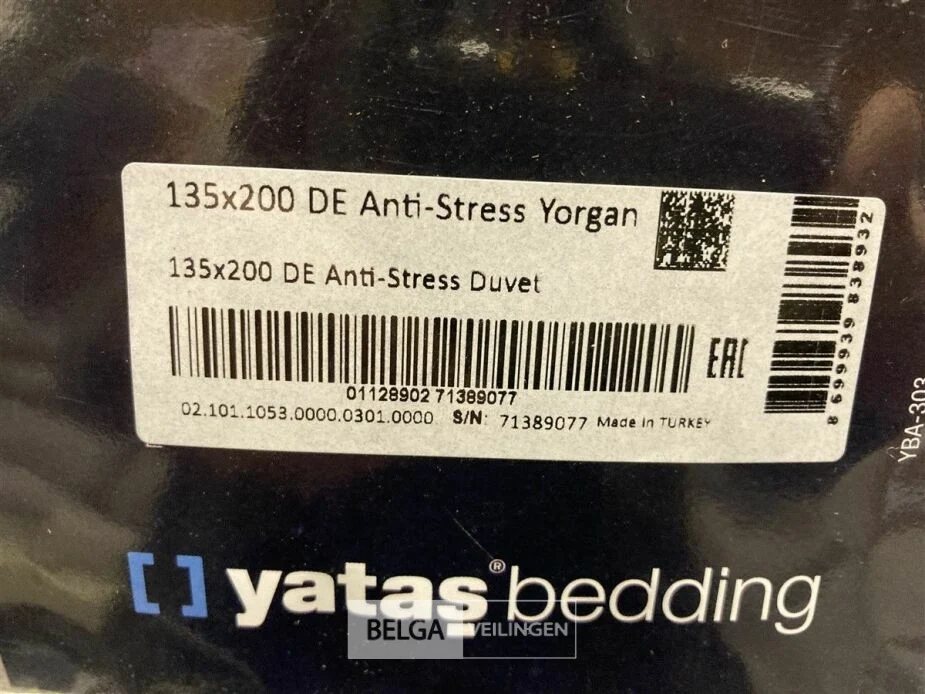 135x200 DE Anti-Stress Yorgan
135x200 DE Anti-Stress Duvet
EAC
01128902 71389077
02.101.1053.0000.0301.0000 S/N: 71389077 Made in TURKEY
8 699939 838932
YBA-303
[ ] yatas® bedding
BELGA VEILINGEN